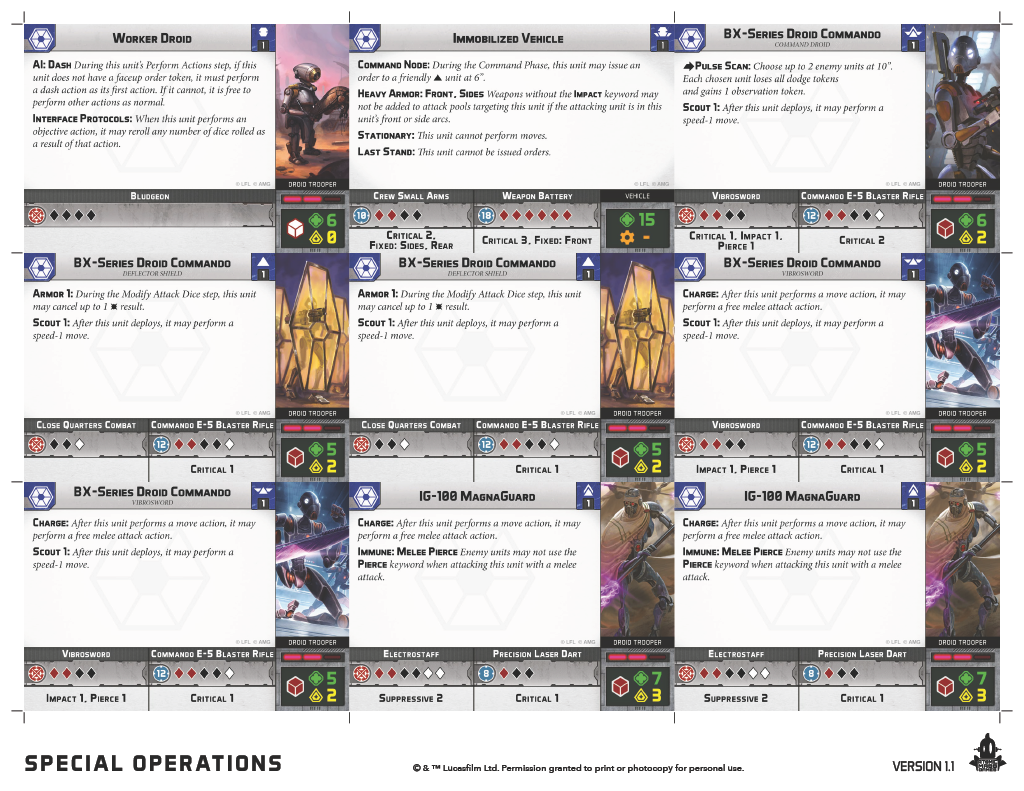 WORKER DROID
1
AI: DASH During this unit's Perform Actions step, if this
unit does not have a faceup order token, it must perform
a dash action as its first action. If it cannot, it is free to
perform other actions as normal.
INTERFACE PROTOCOLS: When this unit performs an
objective action, it may reroll any number of dice rolled as
a result of that action.
© LFL © AMG
DROID TROOPER
BLUDGEON
6
0
IMMOBILIZED VEHICLE
1
COMMAND NODE: During the Command Phase, this unit may issue an
order to a friendly ▲ unit at 6".
HEAVY ARMOR: FRONT, SIDES Weapons without the IMPACT keyword may
not be added to attack pools targeting this unit if the attacking unit is in this
unit's front or side arcs.
STATIONARY: This unit cannot perform moves.
LAST STAND: This unit cannot be issued orders.
© LFL © AMG
CREW SMALL ARMS
WEAPON BATTERY
VEHICLE
18
18
15
-
CRITICAL 2,
FIXED: SIDES, REAR
CRITICAL 3, FIXED: FRONT
BX-SERIES DROID COMMANDO
COMMAND DROID
1
PULSE SCAN: Choose up to 2 enemy units at 10".
Each chosen unit loses all dodge tokens
and gains 1 observation token.
SCOUT 1: After this unit deploys, it may perform a
speed-1 move.
© LFL © AMG
DROID TROOPER
VIBROSWORD
COMMANDO E-5 BLASTER RIFLE
12
6
2
CRITICAL 1, IMPACT 1,
PIERCE 1
CRITICAL 2
BX-SERIES DROID COMMANDO
DEFLECTOR SHIELD
1
ARMOR 1: During the Modify Attack Dice step, this unit
may cancel up to 1 result.
SCOUT 1: After this unit deploys, it may perform a
speed-1 move.
© LFL © AMG
DROID TROOPER
CLOSE QUARTERS COMBAT
COMMANDO E-5 BLASTER RIFLE
12
5
2
CRITICAL 1
BX-SERIES DROID COMMANDO
DEFLECTOR SHIELD
1
ARMOR 1: During the Modify Attack Dice step, this unit
may cancel up to 1 result.
SCOUT 1: After this unit deploys, it may perform a
speed-1 move.
© LFL © AMG
DROID TROOPER
CLOSE QUARTERS COMBAT
COMMANDO E-5 BLASTER RIFLE
12
5
2
CRITICAL 1
BX-SERIES DROID COMMANDO
VIBROSWORD
1
CHARGE: After this unit performs a move action, it may
perform a free melee attack action.
SCOUT 1: After this unit deploys, it may perform a
speed-1 move.
© LFL © AMG
DROID TROOPER
VIBROSWORD
COMMANDO E-5 BLASTER RIFLE
12
5
2
IMPACT 1, PIERCE 1
CRITICAL 1
BX-SERIES DROID COMMANDO
VIBROSWORD
1
CHARGE: After this unit performs a move action, it may
perform a free melee attack action.
SCOUT 1: After this unit deploys, it may perform a
speed-1 move.
© LFL © AMG
DROID TROOPER
VIBROSWORD
COMMANDO E-5 BLASTER RIFLE
12
5
2
IMPACT 1, PIERCE 1
CRITICAL 1
IG-100 MAGNAGUARD
1
CHARGE: After this unit performs a move action, it may
perform a free melee attack action.
IMMUNE: MELEE PIERCE Enemy units may not use the
PIERCE keyword when attacking this unit with a melee
attack.
© LFL © AMG
DROID TROOPER
ELECTROSTAFF
PRECISION LASER DART
8
7
3
SUPPRESSIVE 2
CRITICAL 1
IG-100 MAGNAGUARD
1
CHARGE: After this unit performs a move action, it may
perform a free melee attack action.
IMMUNE: MELEE PIERCE Enemy units may not use the
PIERCE keyword when attacking this unit with a melee
attack.
© LFL © AMG
DROID TROOPER
ELECTROSTAFF
PRECISION LASER DART
8
7
3
SUPPRESSIVE 2
CRITICAL 1
SPECIAL OPERATIONS
© & ™ Lucasfilm Ltd. Permission granted to print or photocopy for personal use.
VERSION 1.1